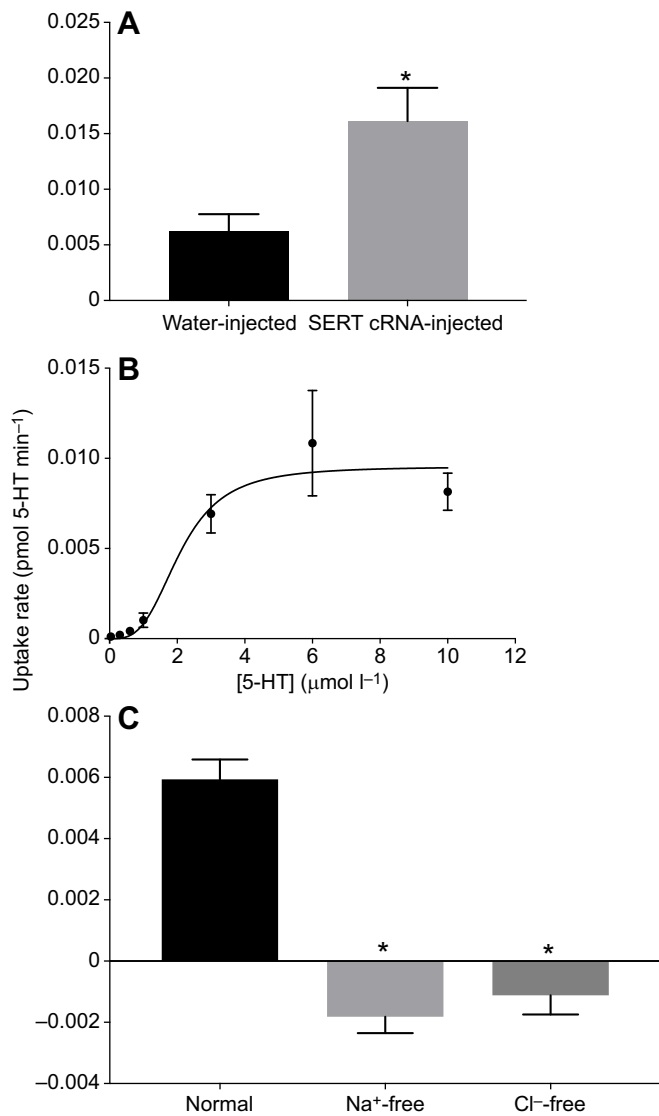 A
0.025
0.020
0.015
0.010
0.005
0
*
Water-injected SERT cRNA-injected
Uptake rate (pmol 5-HT min–1)
B
0.015
0.010
0.005
0
0 2 4 6 8 10 12
[5-HT] (μmol l–1)
C
0.008
0.006
0.004
0.002
0
–0.002
–0.004
* *
Normal Na+-free Cl–-free